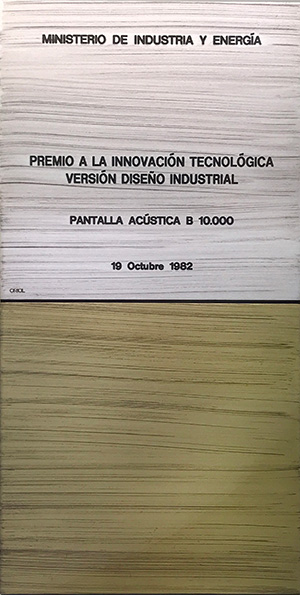 MINISTERIO DE INDUSTRIA Y ENERGÍA
PREMIO A LA INNOVACIÓN TECNOLÓGICA
VERSIÓN DISEÑO INDUSTRIAL
PANTALLA ACÚSTICA B 10.000
19 Octubre 1982
ORIOL